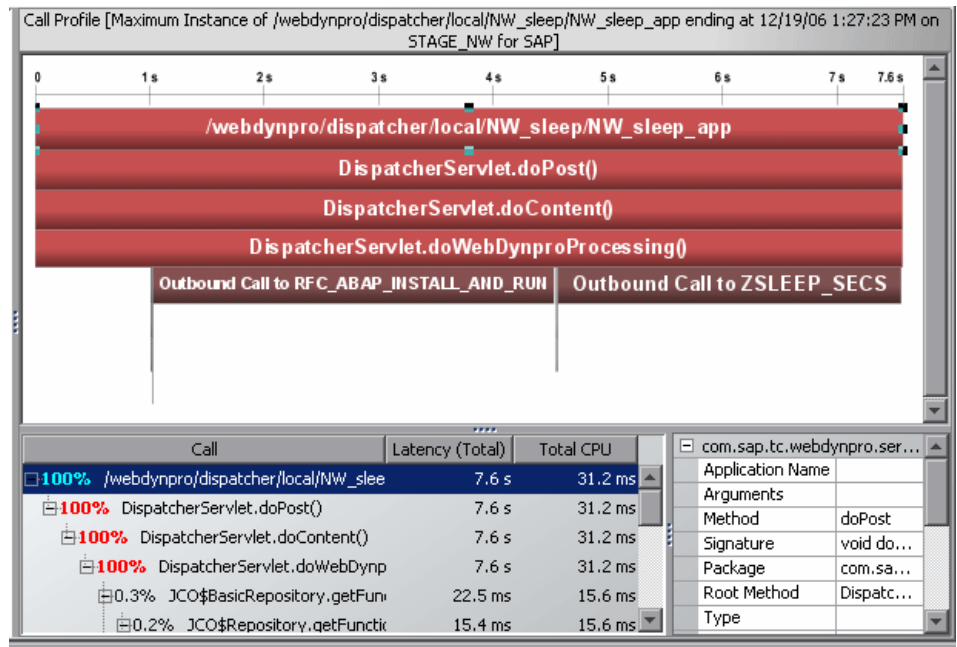 Call Profile [Maximum Instance of /webdynpro/dispatcher/local/NW_sleep/NW_sleep_app ending at 12/19/06 1:27:23 PM on
STAGE_NW for SAP]
0 1 s 2 s 3 s 4 s 5 s 6 s 7 s 7.6 s
/webdynpro/dispatcher/local/NW_sleep/NW_sleep_app
DispatcherServlet.doPost()
DispatcherServlet.doContent()
DispatcherServlet.doWebDynproProcessing()
Outbound Call to RFC_ABAP_INSTALL_AND_RUN Outbound Call to ZSLEEP_SECS
Call Latency (Total) Total CPU
100% /webdynpro/dispatcher/local/NW_slee 7.6 s 31.2 ms
100% DispatcherServlet.doPost() 7.6 s 31.2 ms
100% DispatcherServlet.doContent() 7.6 s 31.2 ms
100% DispatcherServlet.doWebDynp 7.6 s 31.2 ms
0.3% JCO$BasicRepository.getFun 22.5 ms 15.6 ms
0.2% JCO$Repository.getFunctic 15.4 ms 15.6 ms
com.sap.tc.webdynpro.ser...
Application Name
Arguments
Method doPost
Signature void do...
Package com.sa...
Root Method Dispatc...
Type